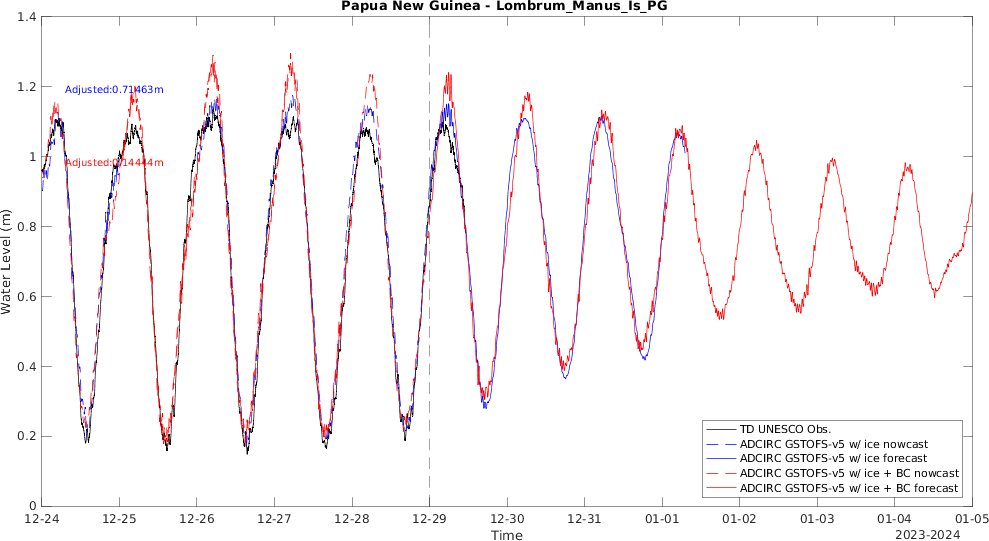 Papua New Guinea - Lombrum_Manus_Is_PG
1.4
1.2
1
0.8
0.6
0.4
0.2
0
Water Level (m)
Adjusted:0.71463m
Adjusted:0.14444m
TD UNESCO Obs.
ADCIRC GSTOFS-v5 w/ ice nowcast
ADCIRC GSTOFS-v5 w/ ice forecast
ADCIRC GSTOFS-v5 w/ ice + BC nowcast
ADCIRC GSTOFS-v5 w/ ice + BC forecast
12-24 12-25 12-26 12-27 12-28 12-29 12-30 12-31 01-01 01-02 01-03 01-04 01-05
Time
2023-2024